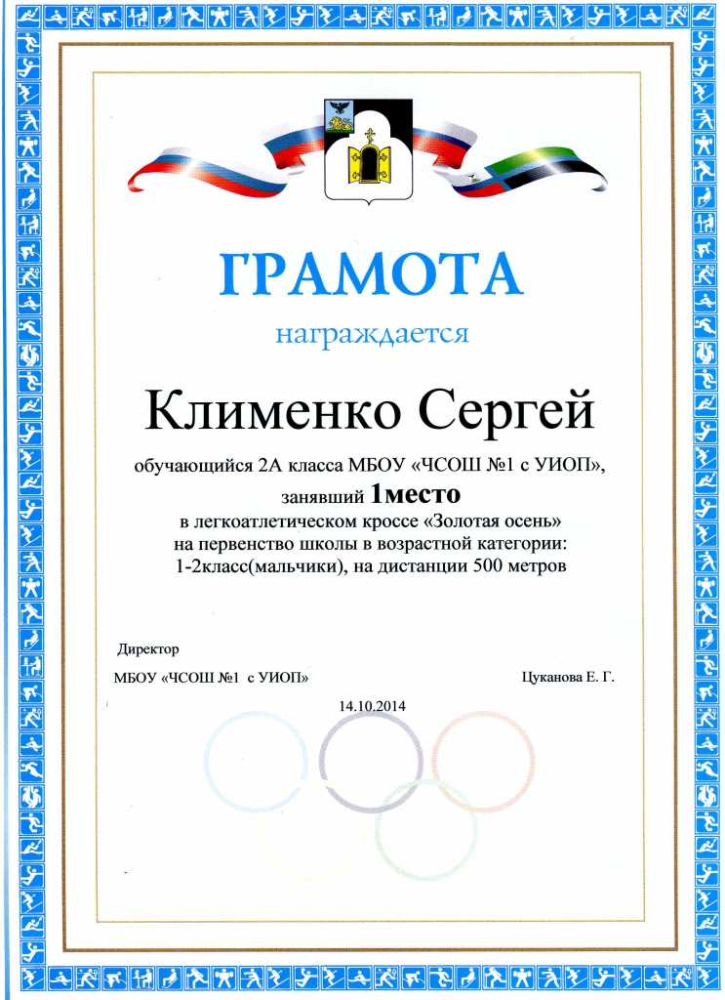 ГРАМОТА
награждается
Клименко Сергей
обучающийся 2А класса МБОУ «ЧСОШ №1 с УИОП»,
занявший 1место
в легкоатлетическом кроссе «Золотая осень»
на первенство школы в возрастной категории:
1-2класс(мальчики), на дистанции 500 метров
Директор
МБОУ «ЧСОШ №1 с УИОП» Цуканова Е. Г.
14.10.2014